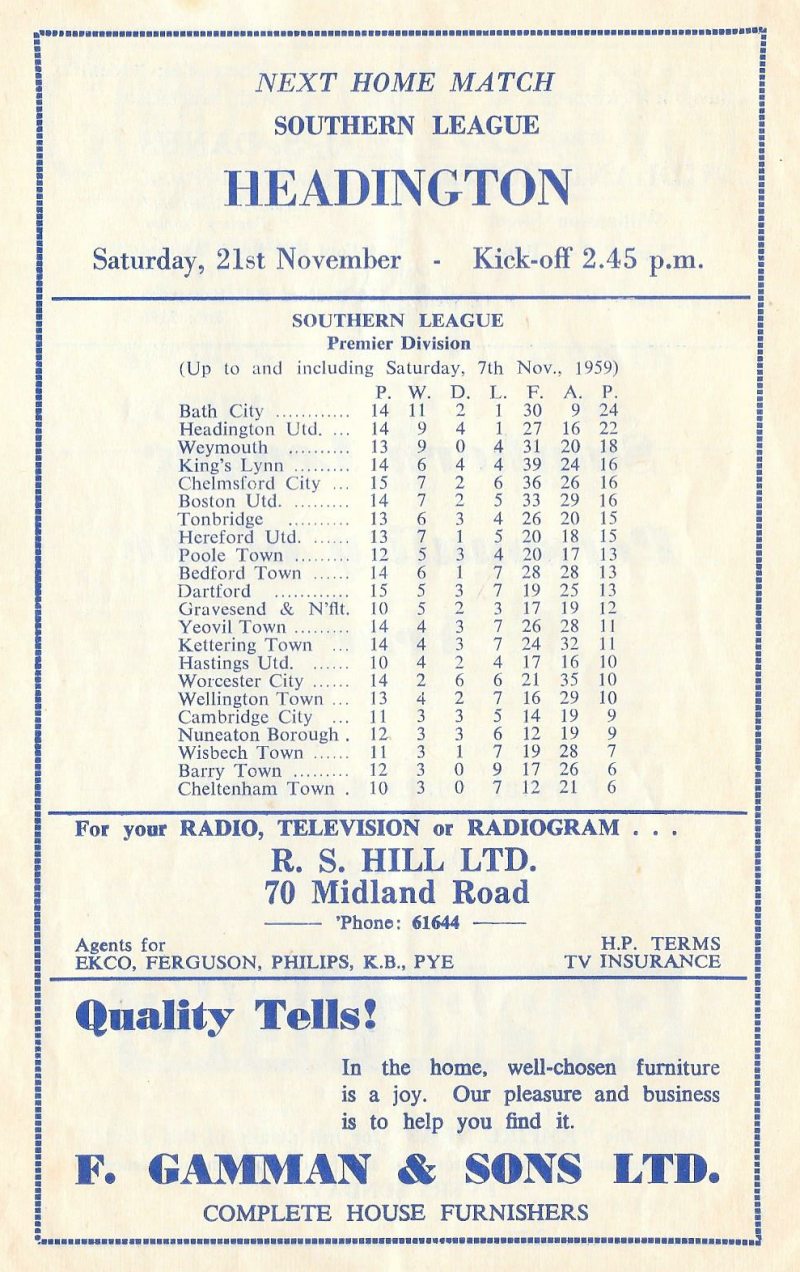 NEXT HOME MATCH
SOUTHERN LEAGUE
HEADINGTON
Saturday, 21st November - Kick-off 2.45 p.m.
SOUTHERN LEAGUE
Premier Division
(Up to and including Saturday, 7th Nov., 1959)
P. W. D. L. F. A. P.
Bath City ............ 14 11 2 1 30 9 24
Headington Utd. ... 14 9 4 1 27 16 22
Weymouth .......... 13 9 0 4 31 20 18
King's Lynn ......... 14 6 4 4 39 24 16
Chelmsford City ... 15 7 2 6 36 26 16
Boston Utd. ......... 14 7 2 5 33 29 16
Tonbridge .......... 13 6 3 4 26 20 15
Hereford Utd. ...... 13 7 1 5 20 18 15
Poole Town ......... 12 5 3 4 20 17 13
Bedford Town ...... 14 6 1 7 28 28 13
Dartford ............ 15 5 3 7 19 25 13
Gravesend & N'flt. 10 5 2 3 17 19 12
Yeovil Town ......... 14 4 3 7 26 28 11
Kettering Town ... 14 4 3 7 24 32 11
Hastings Utd. ...... 10 4 2 4 17 16 10
Worcester City ...... 14 2 6 6 21 35 10
Wellington Town ... 13 4 2 7 16 29 10
Cambridge City ... 11 3 3 5 14 19 9
Nuneaton Borough . 12 3 3 6 12 19 9
Wisbech Town ...... 11 3 1 7 19 28 7
Barry Town ......... 12 3 0 9 17 26 6
Cheltenham Town . 10 3 0 7 12 21 6
For your RADIO, TELEVISION or RADIOGRAM . . .
R. S. HILL LTD.
70 Midland Road
'Phone: 61644
Agents for H.P. TERMS
EKCO, FERGUSON, PHILIPS, K.B., PYE TV INSURANCE
Quality Tells!
In the home, well-chosen furniture
is a joy. Our pleasure and business
is to help you find it.
F. GAMMAN & SONS LTD.
COMPLETE HOUSE FURNISHERS